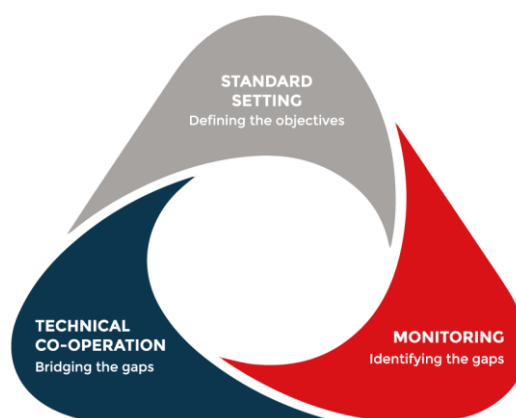 STANDARD
SETTING
Defining the objectives
TECHNICAL
CO-OPERATION
Bridging the gaps
MONITORING
Identifying the gaps